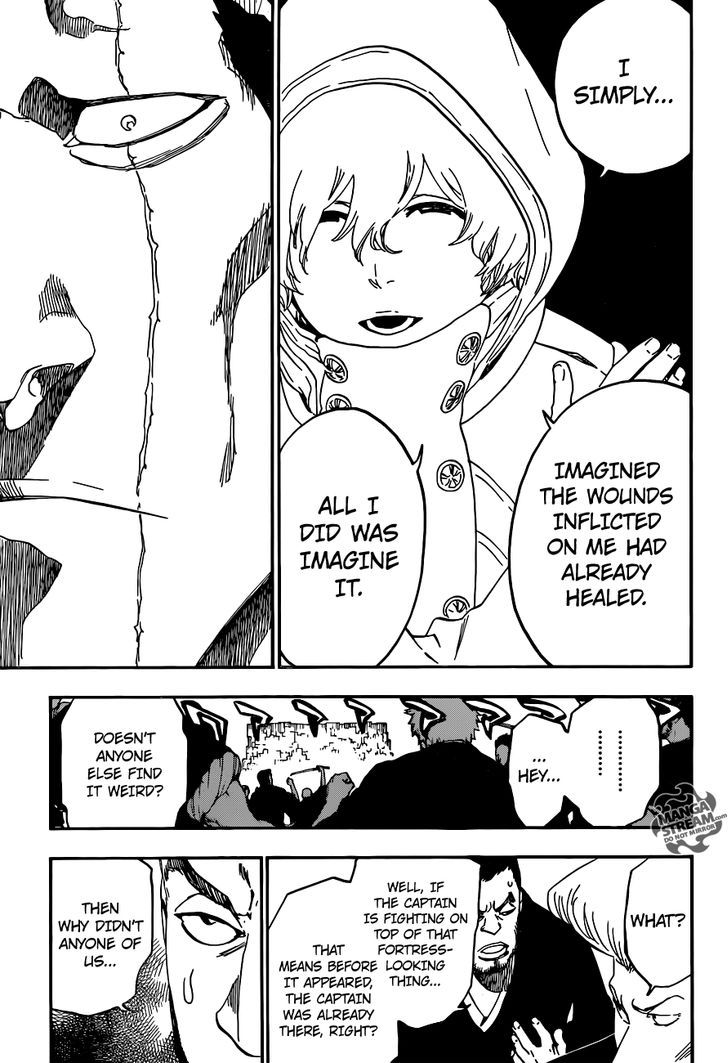 I
SIMPLY...
IMAGINED
THE WOUNDS
INFLICTED
ON ME HAD
ALREADY
HEALED.
ALL I
DID WAS
IMAGINE
IT.
...
HEY...
DOESN'T
ANYONE
ELSE FIND
IT WEIRD?
MANGA
STREAM.com
DO NOT MIRROR
WHAT?
WELL, IF
THE CAPTAIN
IS FIGHTING ON
TOP OF THAT
FORTRESS-
LOOKING
THING...
THAT
MEANS BEFORE
IT APPEARED,
THE CAPTAIN
WAS ALREADY
THERE, RIGHT?
THEN
WHY DIDN'T
ANYONE OF
US...